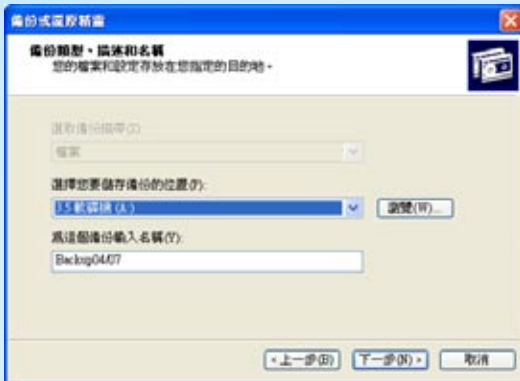 備份或還原精靈
備份類型、描述和名稱
您的檔案和設定存放在您指定的目的地。
選取備份類型(S)
檔案
選擇您要儲存備份的位置(P):
3.5 軟碟機 (A:)
瀏覽(W)...
為這個備份輸入名稱(Y):
Backup04/07
<上一步(B)
下一步(N)>
取消